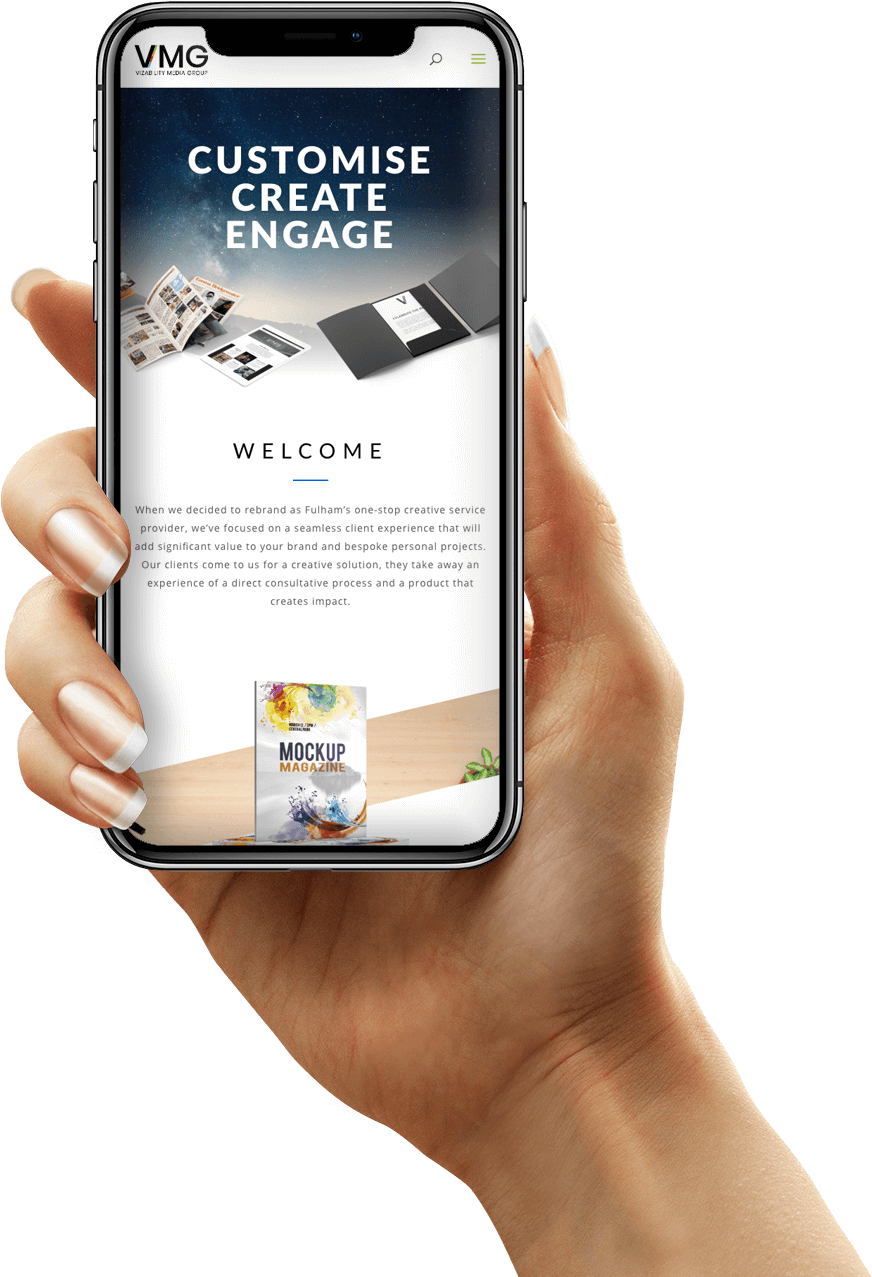 VMG
VIZABILITY MEDIA GROUP
CUSTOMISE
CREATE
ENGAGE
WELCOME
When we decided to rebrand as Fulham’s one-stop creative service
provider, we’ve focused on a seamless client experience that will
add significant value to your brand and bespoke personal projects.
Our clients come to us for a creative solution, they take away an
experience of a direct consultative process and a product that
creates impact.
MOCKUP
MAGAZINE